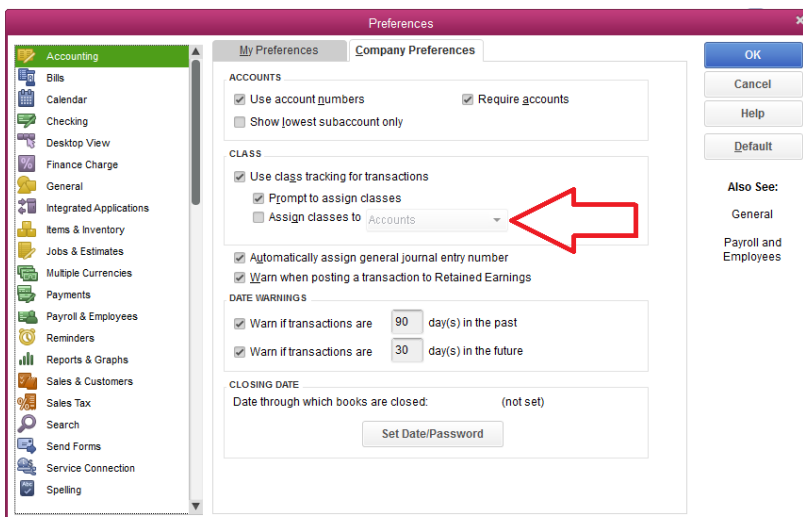 Preferences
Accounting
Bills
Calendar
Checking
Desktop View
Finance Charge
General
Integrated Applications
Items & Inventory
Jobs & Estimates
Multiple Currencies
Payments
Payroll & Employees
Reminders
Reports & Graphs
Sales & Customers
Sales Tax
Search
Send Forms
Service Connection
Spelling
My Preferences
Company Preferences
ACCOUNTS
Use account numbers
Require accounts
Show lowest subaccount only
CLASS
Use class tracking for transactions
Prompt to assign classes
Assign classes to Accounts
Automatically assign general journal entry number
Warn when posting a transaction to Retained Earnings
DATE WARNINGS
Warn if transactions are 90 day(s) in the past
Warn if transactions are 30 day(s) in the future
CLOSING DATE
Date through which books are closed: (not set)
Set Date/Password
OK
Cancel
Help
Default
Also See:
General
Payroll and
Employees